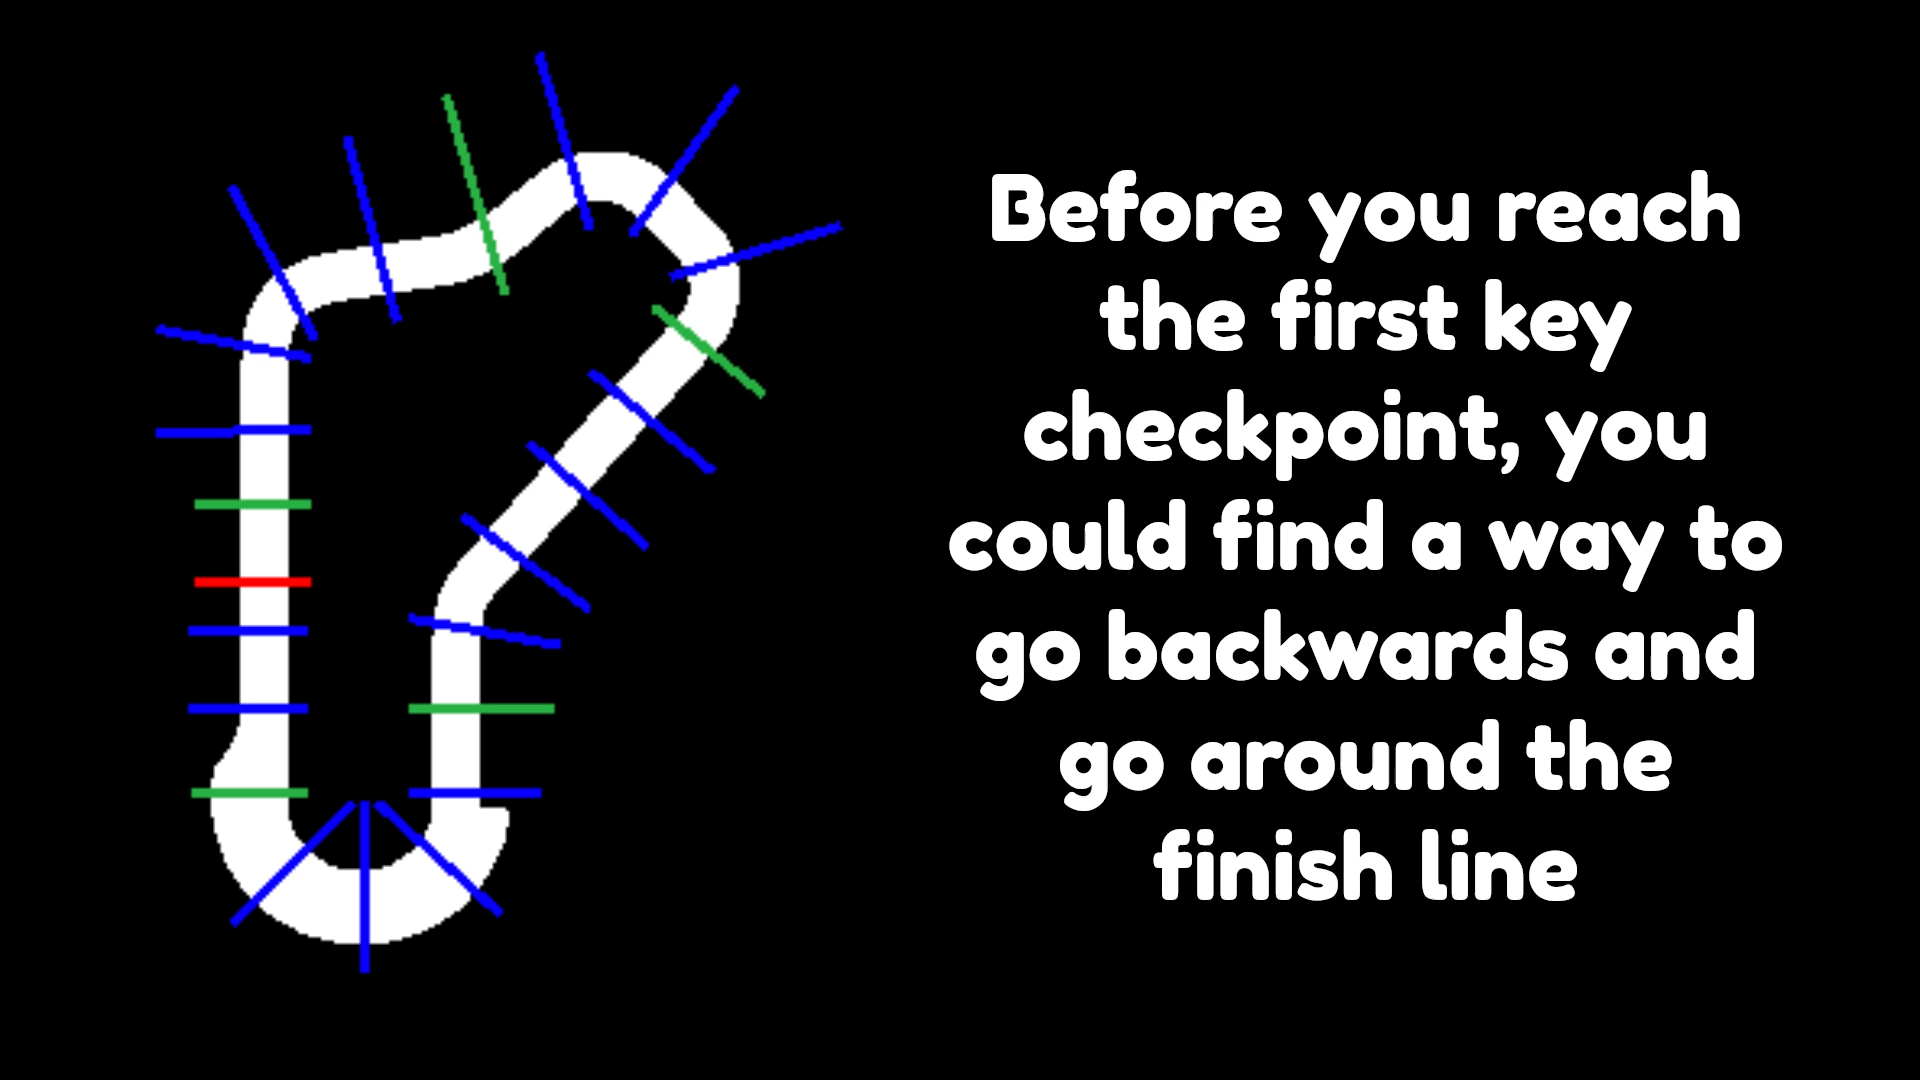 Before you reach
the first key
checkpoint, you
could find a way to
go backwards and
go around the
finish line